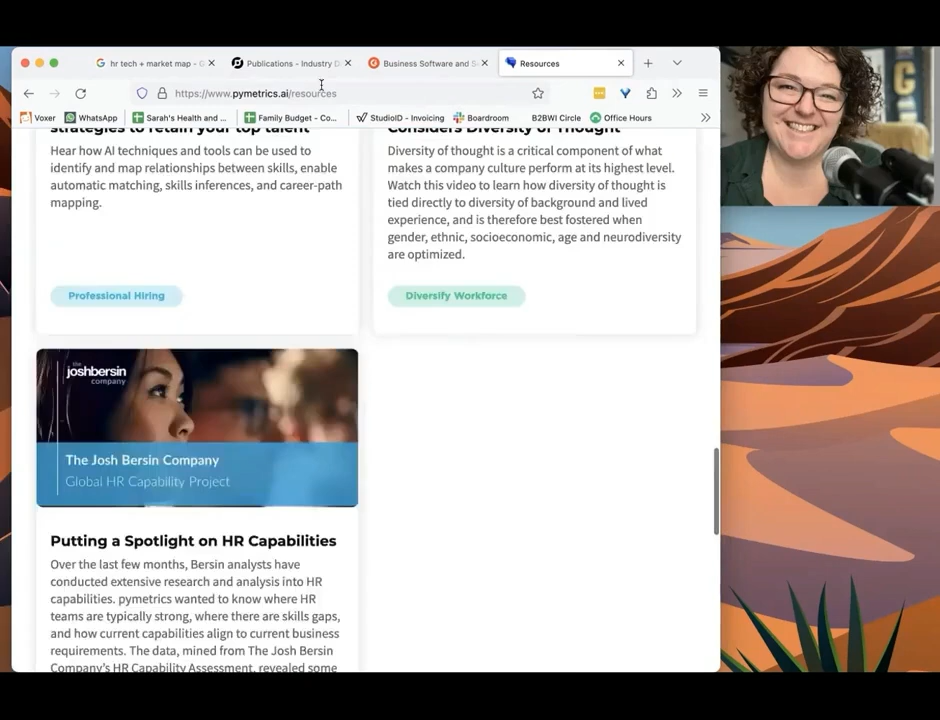 hr tech + market map - G
Publications - Industry D
Business Software and S
Resources
https://www.pymetrics.ai/resources
Voxer
WhatsApp
Sarah's Health and ...
Family Budget - Co...
StudioID - Invoicing
Boardroom
B2BWI Circle
Office Hours
strategies to retain your top talent
Hear how AI techniques and tools can be used to
identify and map relationships between skills, enable
automatic matching, skills inferences, and career-path
mapping.
Professional Hiring
Considers Diversity of Thought
Diversity of thought is a critical component of what
makes a company culture perform at its highest level.
Watch this video to learn how diversity of thought is
tied directly to diversity of background and lived
experience, and is therefore best fostered when
gender, ethnic, socioeconomic, age and neurodiversity
are optimized.
Diversify Workforce
the
joshbersin
company
The Josh Bersin Company
Global HR Capability Project
Putting a Spotlight on HR Capabilities
Over the last few months, Bersin analysts have
conducted extensive research and analysis into HR
capabilities. pymetrics wanted to know where HR
teams are typically strong, where there are skills gaps,
and how current capabilities align to current business
requirements. The data, mined from The Josh Bersin
Company's HR Capability Assessment, revealed some